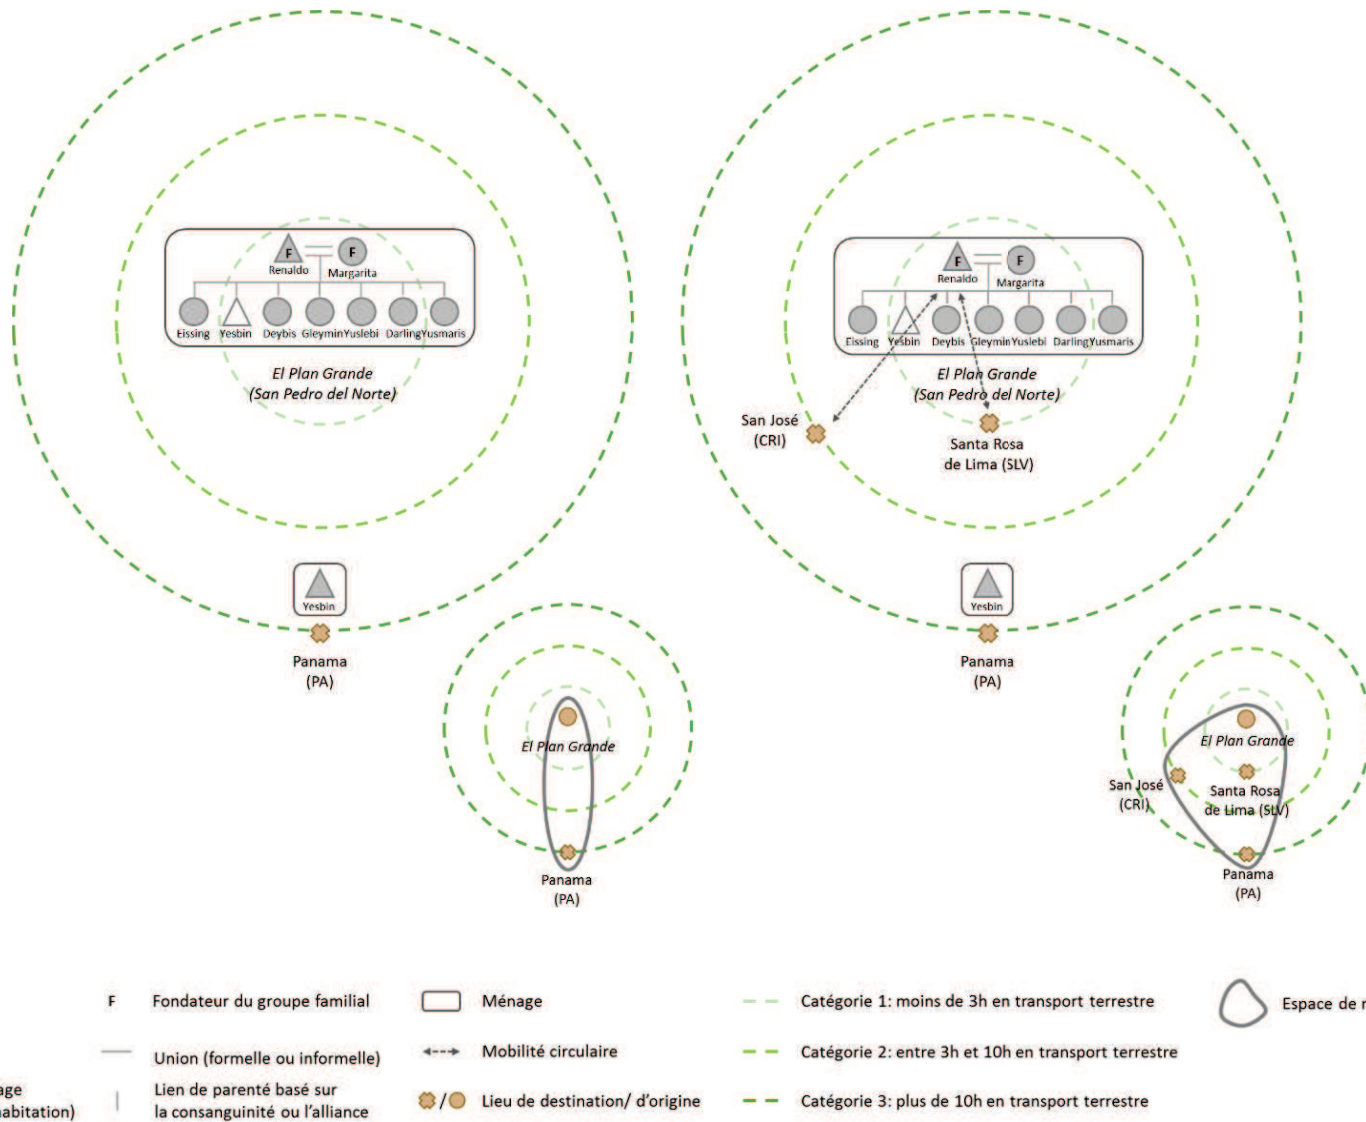 F
F
Renaldo
Margarita
Eissing
Yesbin
Deybis
Gleymin
Yuslebi
Darling
Yusmaris
El Plan Grande
(San Pedro del Norte)
Yesbin
Panama
(PA)
El Plan Grande
Panama
(PA)
F
F
Renaldo
Margarita
Eissing
Yesbin
Deybis
Gleymin
Yuslebi
Darling
Yusmaris
El Plan Grande
(San Pedro del Norte)
San José
(CRI)
Santa Rosa
de Lima (SLV)
Yesbin
Panama
(PA)
El Plan Grande
San José
(CRI)
Santa Rosa
de Lima (SLV)
Panama
(PA)
F
Fondateur du groupe familial
Ménage
Catégorie 1: moins de 3h en transport terrestre
Espace de
Union (formelle ou informelle)
Mobilité circulaire
Catégorie 2: entre 3h et 10h en transport terrestre
Lien de parenté basé sur
la consanguinité ou l'alliance
/
Lieu de destination/ d'origine
Catégorie 3: plus de 10h en transport terrestre